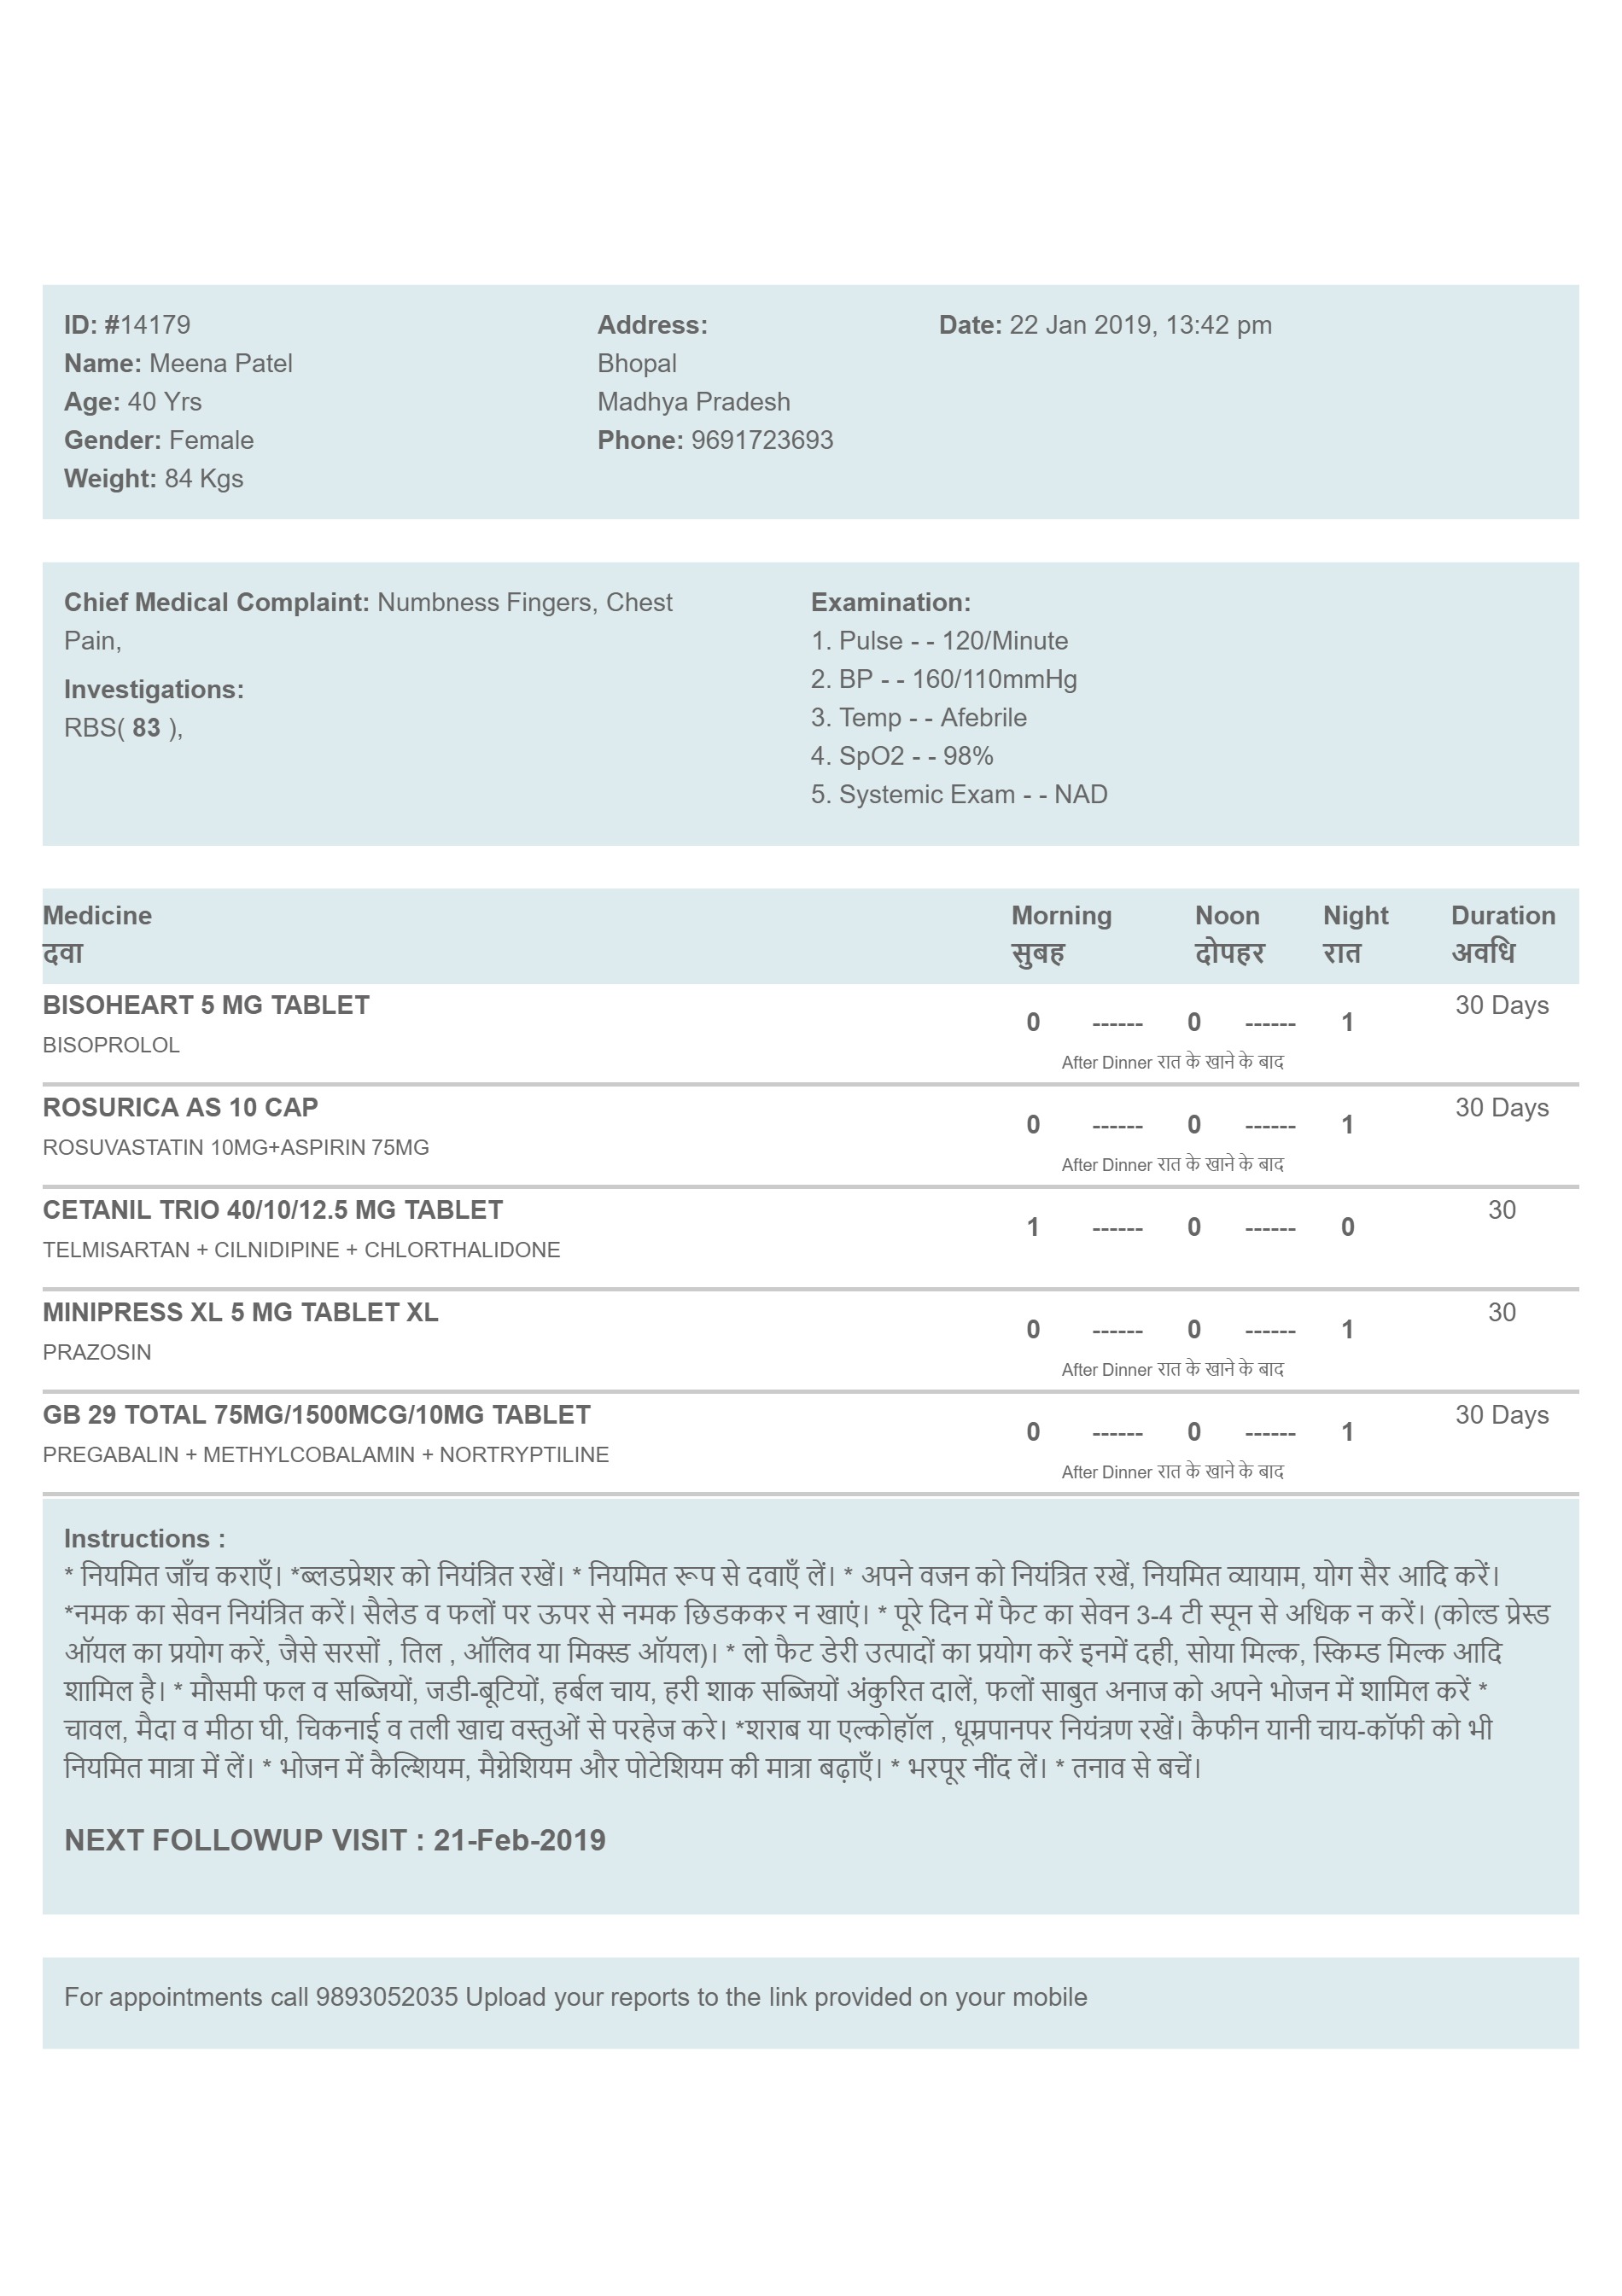 ID: #14179
Name: Meena Patel
Age: 40 Yrs
Gender: Female
Weight: 84 Kgs
Address:
Bhopal
Madhya Pradesh
Phone: 9691723693
Date: 22 Jan 2019, 13:42 pm
Chief Medical Complaint: Numbness Fingers, Chest
Pain,
Investigations:
RBS( 83 ),
Examination:
1. Pulse - - 120/Minute
2. BP - - 160/110mmHg
3. Temp - - Afebrile
4. SpO2 - - 98%
5. Systemic Exam - - NAD
Medicine Morning Noon Night Duration
दवा सुबह दोपहर रात अवधि
BISOHEART 5 MG TABLET 30 Days
0 ------ 0 ------ 1
BISOPROLOL
After Dinner रात के खाने के बाद
ROSURICA AS 10 CAP 30 Days
0 ------ 0 ------ 1
ROSUVASTATIN 10MG+ASPIRIN 75MG
After Dinner रात के खाने के बाद
CETANIL TRIO 40/10/12.5 MG TABLET 30
1 ------ 0 ------ 0
TELMISARTAN + CILNIDIPINE + CHLORTHALIDONE
MINIPRESS XL 5 MG TABLET XL 30
0 ------ 0 ------ 1
PRAZOSIN
After Dinner रात के खाने के बाद
GB 29 TOTAL 75MG/1500MCG/10MG TABLET 30 Days
0 ------ 0 ------ 1
PREGABALIN + METHYLCOBALAMIN + NORTRYPTILINE
After Dinner रात के खाने के बाद
Instructions :
* नियमित जाँच कराएँ। *ब्लडप्रेशर को नियंत्रित रखें। * नियमित रूप से दवाएँ लें। * अपने वजन को नियंत्रित रखें, नियमित व्यायाम, योग सैर आदि करें।
*नमक का सेवन नियंत्रित करें। सैलेड व फलों पर ऊपर से नमक छिडककर न खाएं। * पूरे दिन में फैट का सेवन 3-4 टी स्पून से अधिक न करें। (कोल्ड प्रेस्ड
ऑयल का प्रयोग करें, जैसे सरसों , तिल , ऑलिव या मिक्स्ड ऑयल)। * लो फैट डेरी उत्पादों का प्रयोग करें इनमें दही, सोया मिल्क, स्किम्ड मिल्क आदि
शामिल है। * मौसमी फल व सब्जियों, जडी-बूटियों, हर्बल चाय, हरी शाक सब्जियों अंकुरित दालें, फलों साबुत अनाज को अपने भोजन में शामिल करें *
चावल, मैदा व मीठा घी, चिकनाई व तली खाद्य वस्तुओं से परहेज करे। *शराब या एल्कोहॉल , धूम्रपानपर नियंत्रण रखें। कैफीन यानी चाय-कॉफी को भी
नियमित मात्रा में लें। * भोजन में कैल्शियम, मैग्नेशियम और पोटेशियम की मात्रा बढ़ाएँ। * भरपूर नींद लें। * तनाव से बचें।
NEXT FOLLOWUP VISIT : 21-Feb-2019
For appointments call 9893052035 Upload your reports to the link provided on your mobile